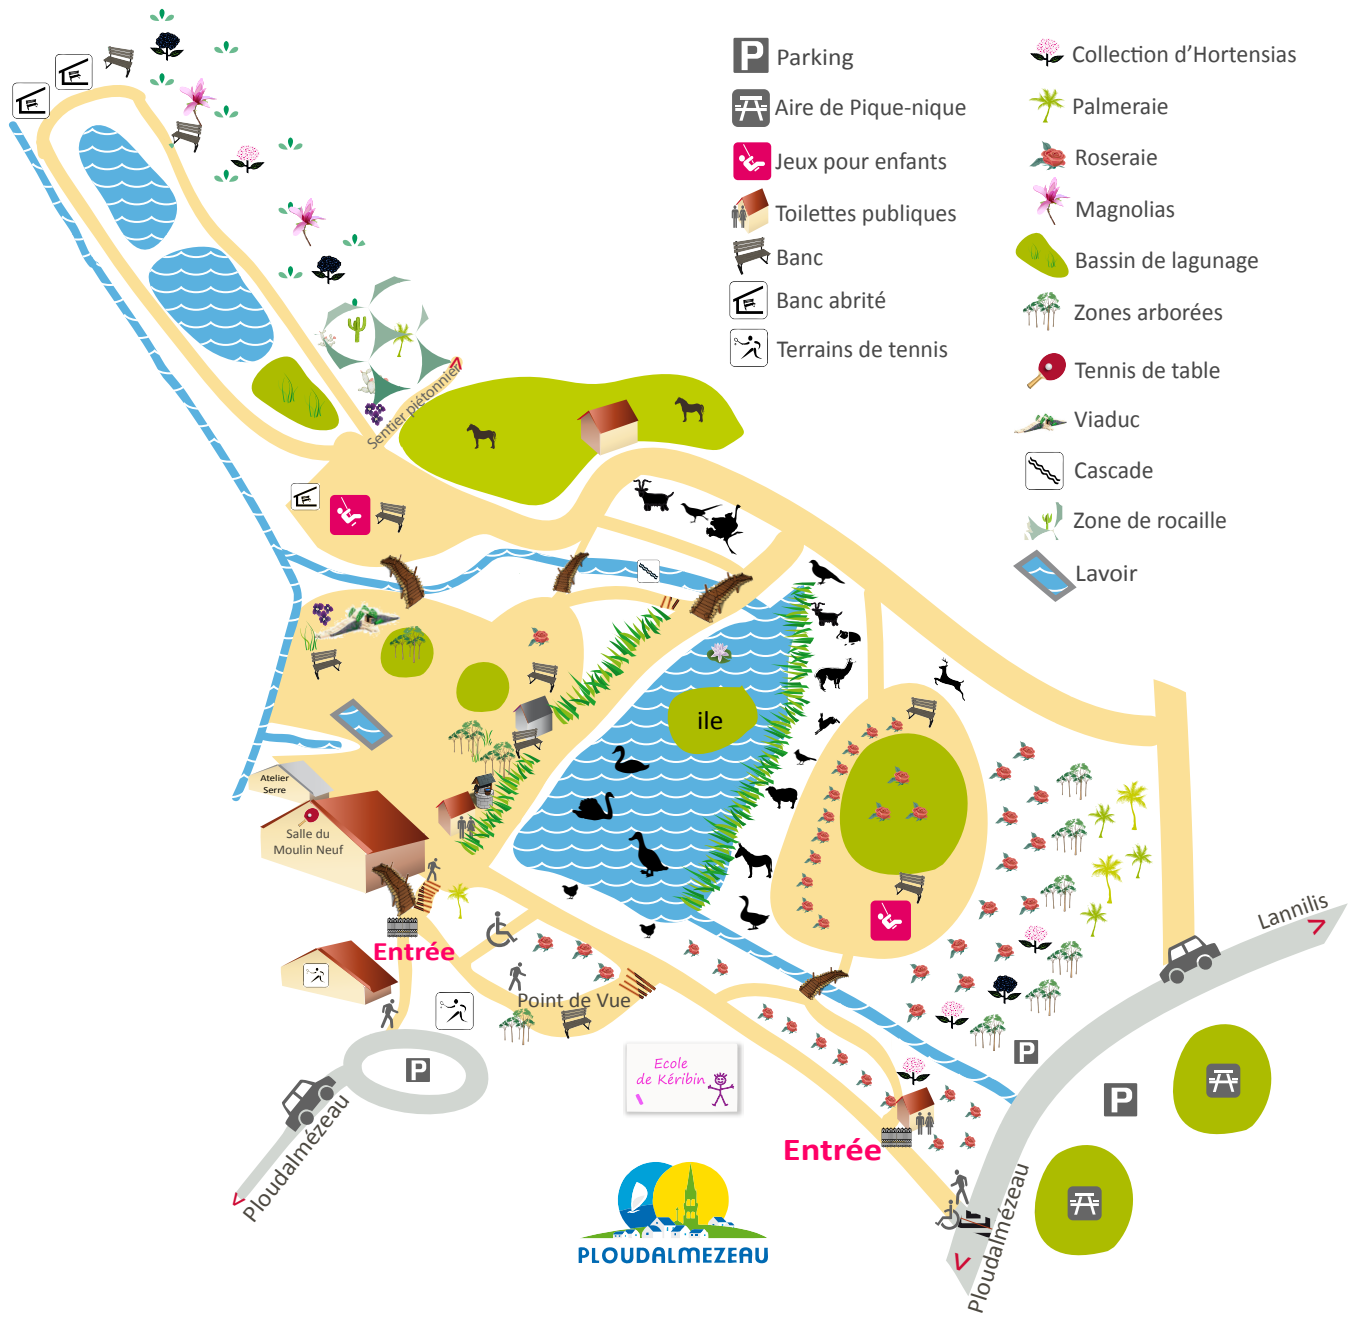 P Parking
Aire de Pique-nique
Jeux pour enfants
Toilettes publiques
Banc
Banc abrité
Terrains de tennis
Collection d'Hortensias
Palmeraie
Roseraie
Magnolias
Bassin de lagunage
Zones arborées
Tennis de table
Viaduc
Cascade
Zone de rocaille
Lavoir
Sentier piétonnier
ile
Atelier
Serre
Salle du
Moulin Neuf
Entrée
Point de Vue
P
Ploudalmézeau
Ecole
de Kéribin
Entrée
Lannilis
P
P
Ploudalmézeau
PLOUDALMEZEAU